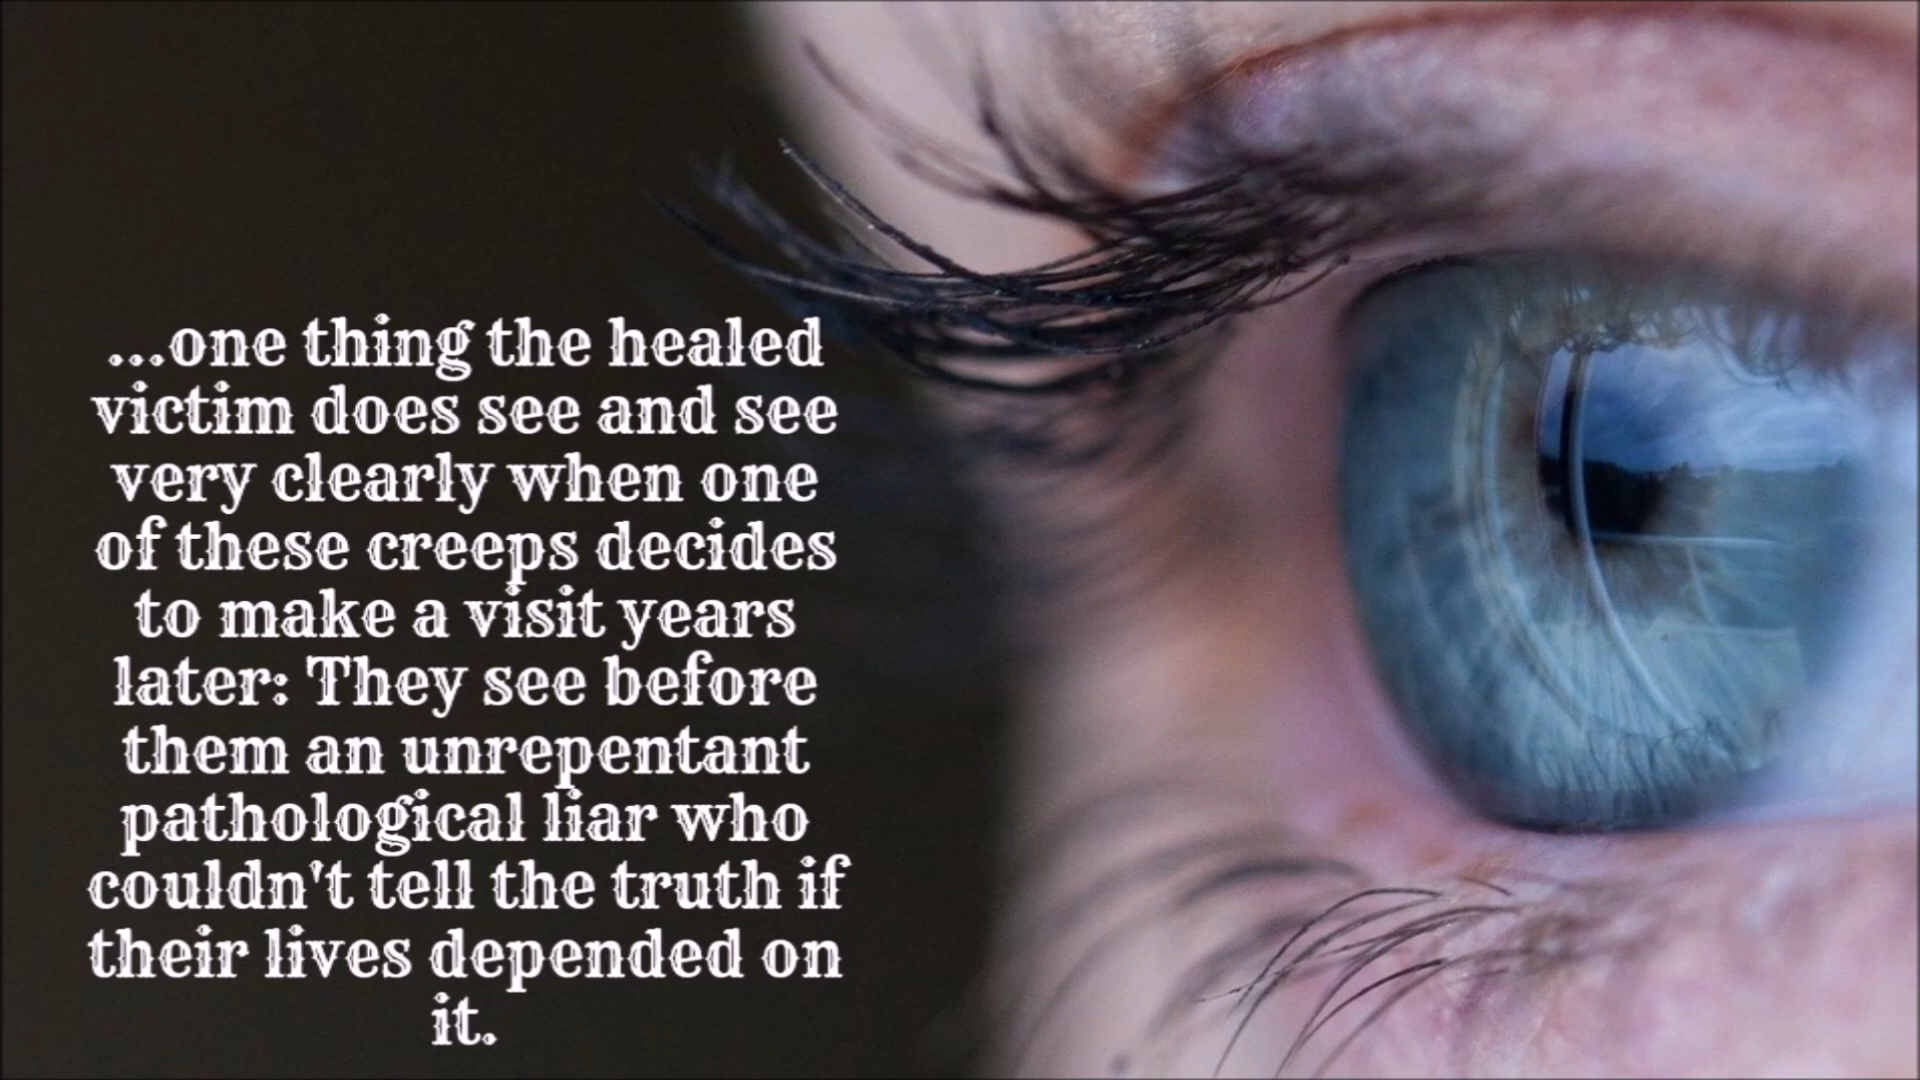 ...one thing the healed
victim does see and see
very clearly when one
of these creeps decides
to make a visit years
later: They see before
them an unrepentant
pathological liar who
couldn't tell the truth if
their lives depended on
it.